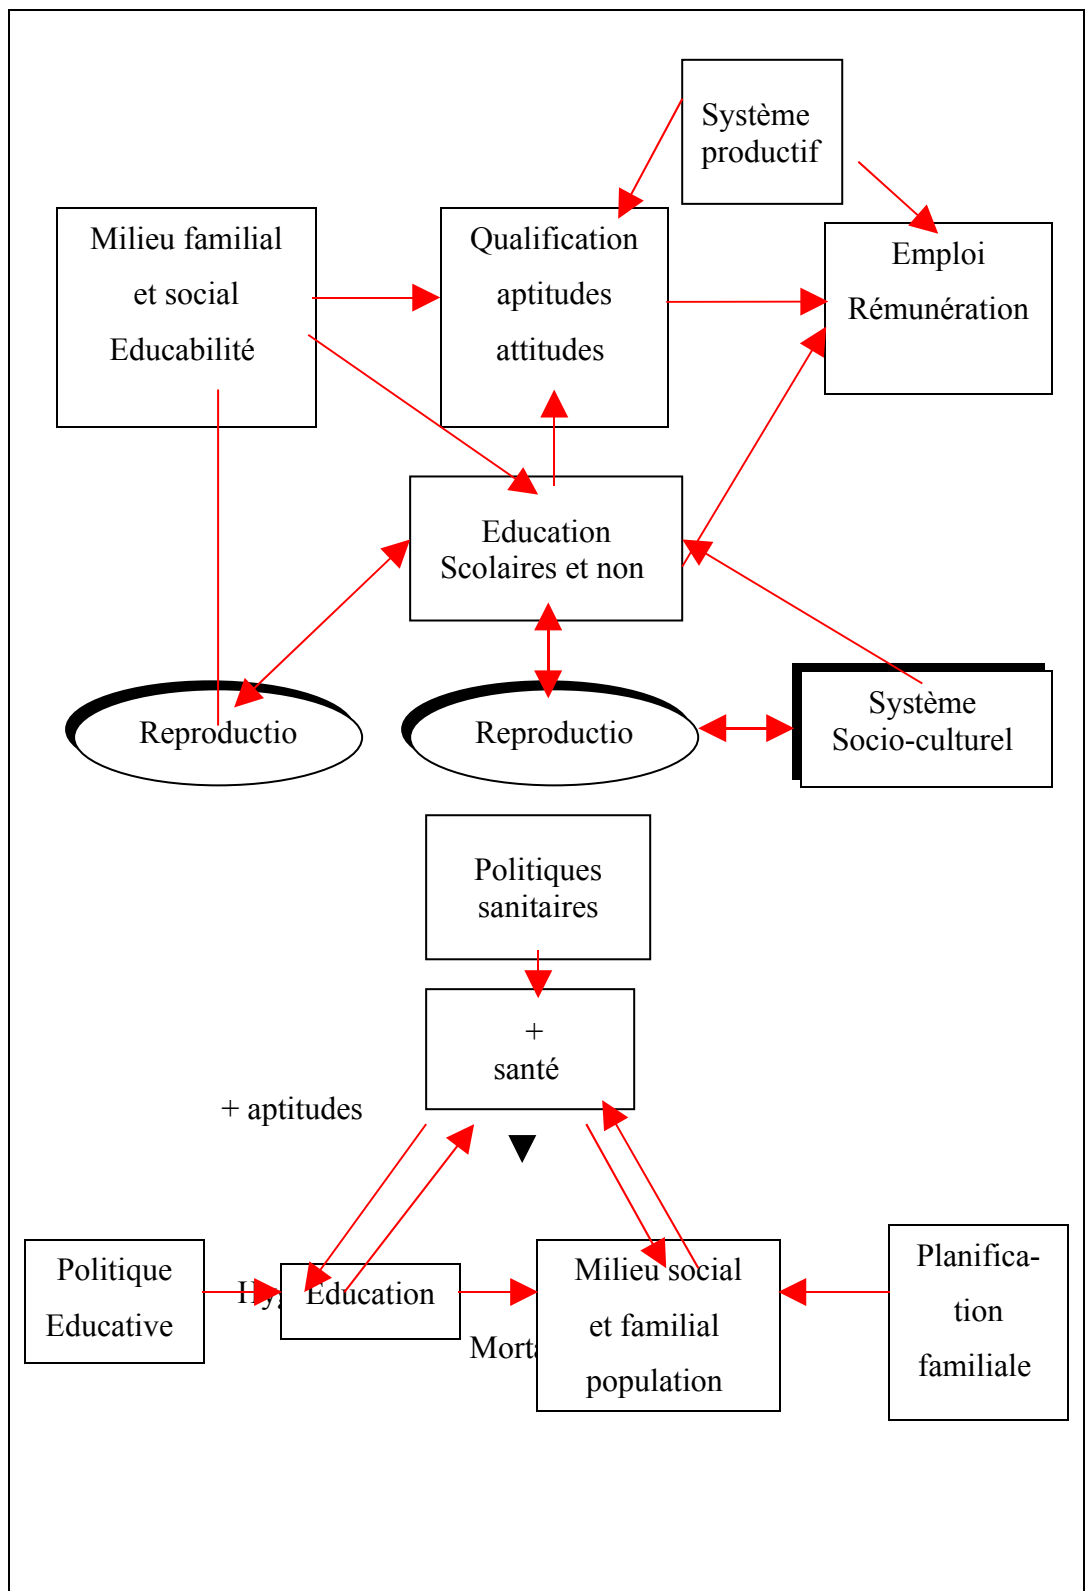 Système
productif
Milieu familial
et social
Educabilité
Qualification
aptitudes
attitudes
Emploi
Rémunération
Education
Scolaires et non
Reproductio
Reproductio
Système
Socio-culturel
Politiques
sanitaires
+
santé
+ aptitudes
Politique
Educative
Education
Milieu social
et familial
population
Planifica-
tion
familiale